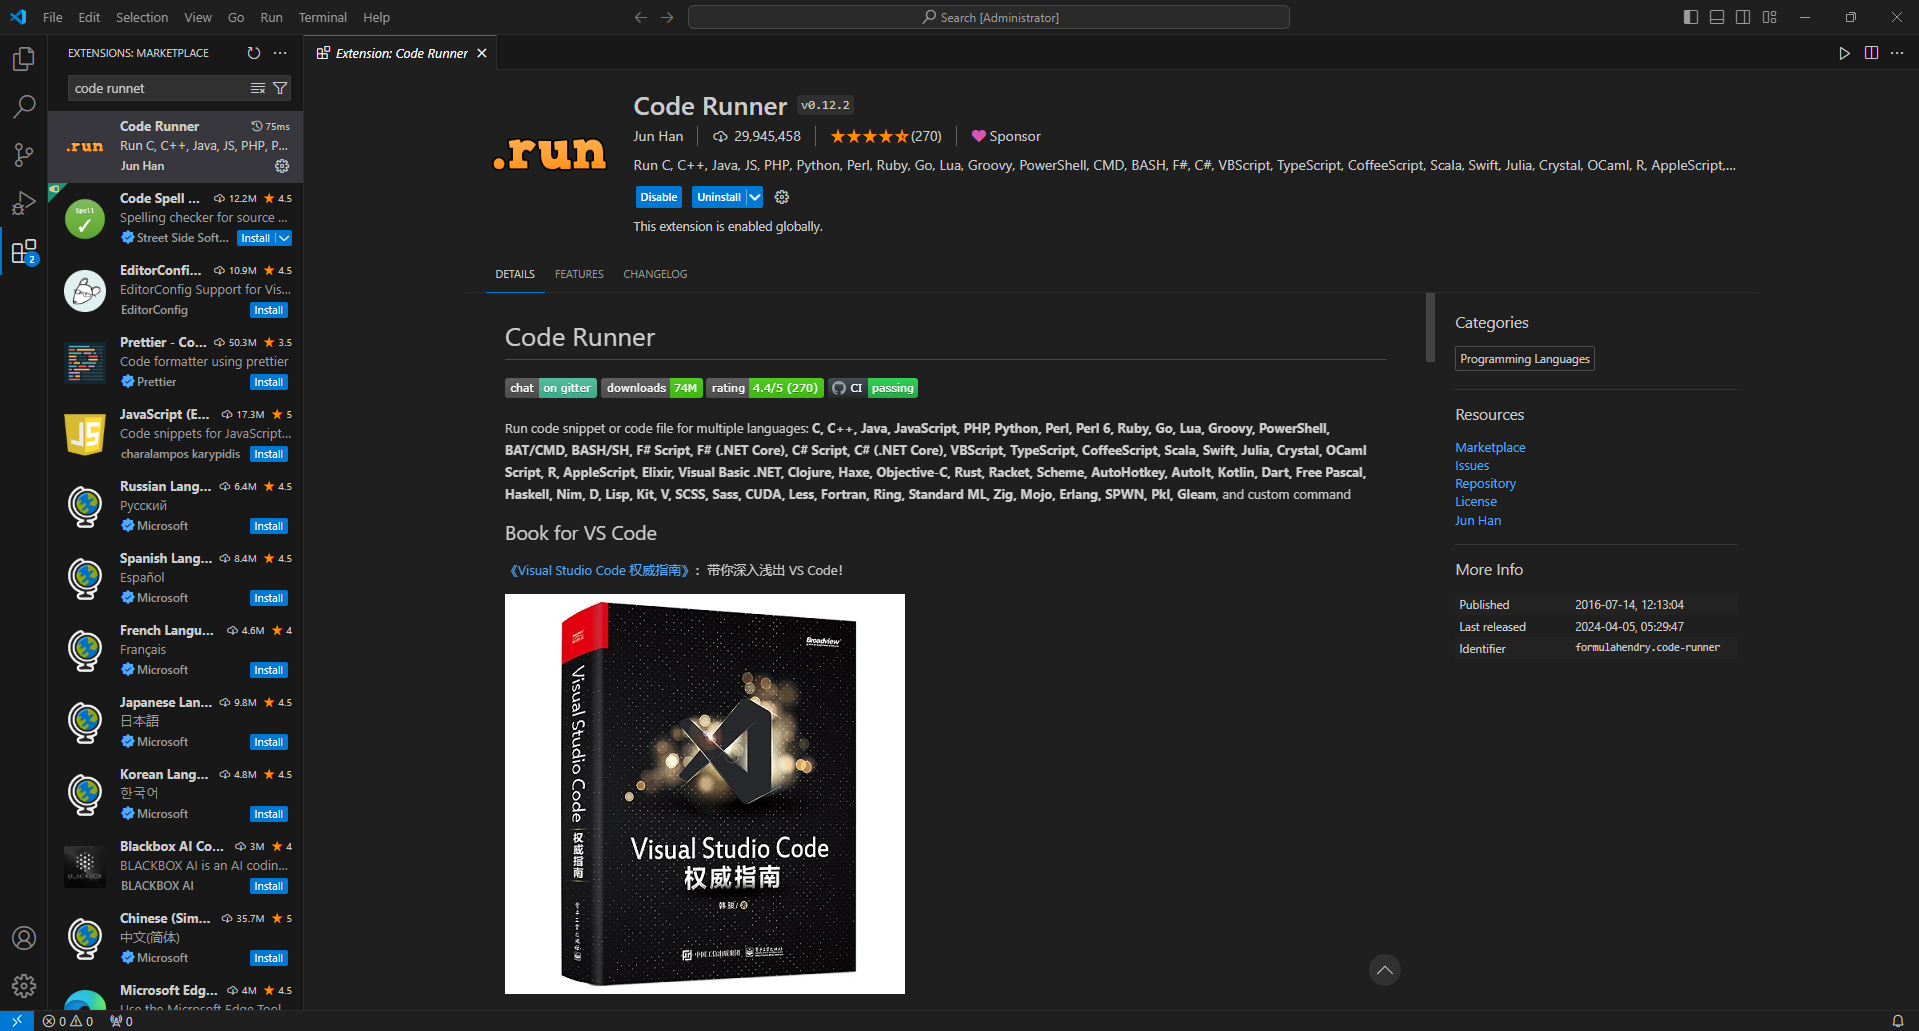 File Edit Selection View Go Run Terminal Help
Search [Administrator]
EXTENSIONS: MARKETPLACE
code runnet
Code Runner 75ms
Run C, C++, Java, JS, PHP, P...
Jun Han
Code Spell ... 12.2M 4.5
Spelling checker for source ...
Street Side Soft... Install
EditorConfi... 10.9M 4.5
EditorConfig Support for Vis...
EditorConfig Install
Prettier - Co... 50.3M 3.5
Code formatter using prettier
Prettier Install
JavaScript (E... 17.3M 5
Code snippets for JavaScript...
charalampos karypidis Install
Russian Lang... 6.4M 4.5
Русский
Microsoft Install
Spanish Lang... 8.4M 4.5
Español
Microsoft Install
French Langu... 4.6M 4
Français
Microsoft Install
Japanese Lan... 9.8M 4.5
日本語
Microsoft Install
Korean Lang... 4.8M 4.5
한국어
Microsoft Install
Blackbox AI Co... 3M 4
BLACKBOX AI is an AI codin...
BLACKBOX AI Install
Chinese (Sim... 35.7M 5
中文(简体)
Microsoft Install
Microsoft Edg... 4M 4.5
Use the Microsoft Edge Tool
Spell
JS
BLACKBOX
2
Extension: Code Runner
.run
.run
Code Runner v0.12.2
Jun Han 29,945,458 (270) Sponsor
Run C, C++, Java, JS, PHP, Python, Perl, Ruby, Go, Lua, Groovy, PowerShell, CMD, BASH, F#, C#, VBScript, TypeScript, CoffeeScript, Scala, Swift, Julia, Crystal, OCaml, R, AppleScript,...
Disable Uninstall
This extension is enabled globally.
DETAILS FEATURES CHANGELOG
Code Runner
chat on gitter downloads 74M rating 4.4/5 (270) CI passing
Run code snippet or code file for multiple languages: C, C++, Java, JavaScript, PHP, Python, Perl, Perl 6, Ruby, Go, Lua, Groovy, PowerShell,
BAT/CMD, BASH/SH, F# Script, F# (.NET Core), C# Script, C# (.NET Core), VBScript, TypeScript, CoffeeScript, Scala, Swift, Julia, Crystal, OCaml
Script, R, AppleScript, Elixir, Visual Basic .NET, Clojure, Haxe, Objective-C, Rust, Racket, Scheme, AutoHotkey, AutoIt, Kotlin, Dart, Free Pascal,
Haskell, Nim, D, Lisp, Kit, V, SCSS, Sass, CUDA, Less, Fortran, Ring, Standard ML, Zig, Mojo, Erlang, SPWN, Pkl, Gleam, and custom command
Book for VS Code
《Visual Studio Code 权威指南》：带你深入浅出 VS Code!
Broadview
Visual Studio Code 权威指南
Visual Studio Code
权威指南
Categories
Programming Languages
Resources
Marketplace
Issues
Repository
License
Jun Han
More Info
Published 2016-07-14, 12:13:04
Last released 2024-04-05, 05:29:47
Identifier formulahendry.code-runner
0 0 0